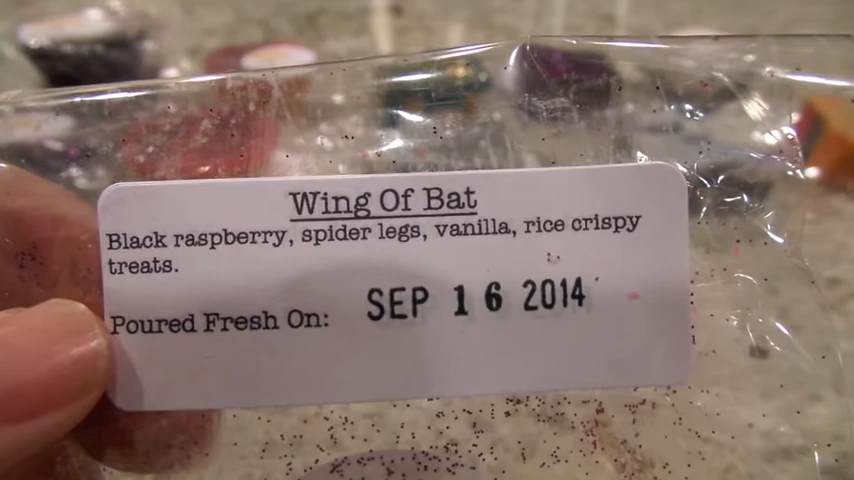 Wing Of Bat
Black raspberry, spider legs, vanilla, rice crispy
treats.
Poured Fresh On: SEP 16 2014